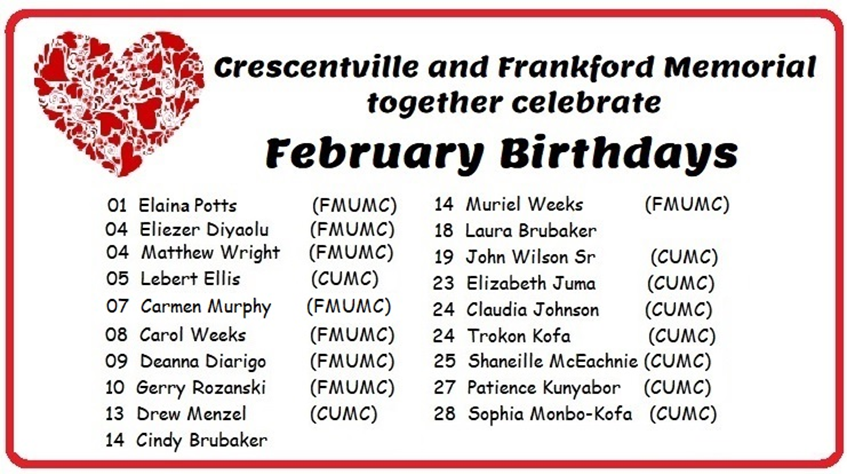 Crescentville and Frankford Memorial
together celebrate
February Birthdays
01 Elaina Potts (FMUMC)
04 Eliezer Diyaolu (FMUMC)
04 Matthew Wright (FMUMC)
05 Lebert Ellis (CUMC)
07 Carmen Murphy (FMUMC)
08 Carol Weeks (FMUMC)
09 Deanna Diarigo (FMUMC)
10 Gerry Rozanski (FMUMC)
13 Drew Menzel (CUMC)
14 Cindy Brubaker
14 Muriel Weeks (FMUMC)
18 Laura Brubaker
19 John Wilson Sr (CUMC)
23 Elizabeth Juma (CUMC)
24 Claudia Johnson (CUMC)
24 Trokon Kofa (CUMC)
25 Shaneille McEachnie (CUMC)
27 Patience Kunyabor (CUMC)
28 Sophia Monbo-Kofa (CUMC)